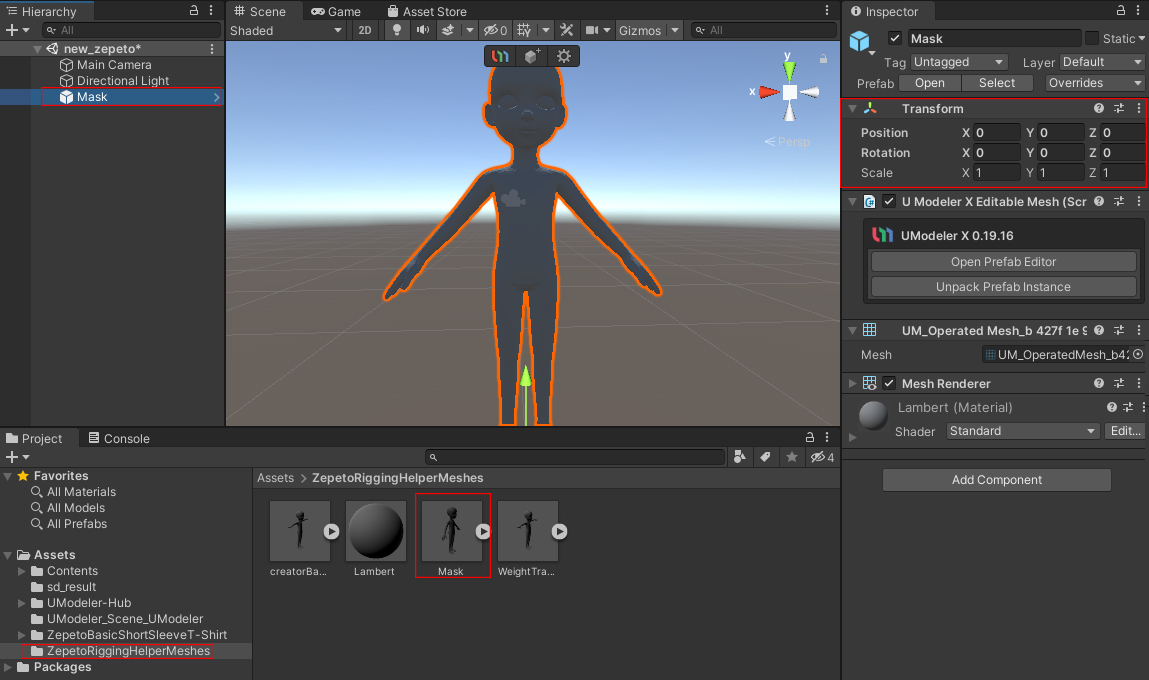 Hierarchy
All
new_zepeto*
Main Camera
Directional Light
Mask
Scene
Game
Asset Store
Shaded
2D
0
Gizmos
All
y
x
Persp
Inspector
Mask
Static
Tag Untagged Layer Default
Prefab Open Select Overrides
Transform
Position X 0 Y 0 Z 0
Rotation X 0 Y 0 Z 0
Scale X 1 Y 1 Z 1
U Modeler X Editable Mesh (Scr
UModeler X 0.19.16
Open Prefab Editor
Unpack Prefab Instance
UM_Operated Mesh_b 427f 1e 9
Mesh UM_OperatedMesh_b42
Mesh Renderer
Lambert (Material)
Shader Standard Edit...
Add Component
Project
Console
4
Favorites
All Materials
All Models
All Prefabs
Assets
Contents
sd_result
UModeler-Hub
UModeler_Scene_UModeler
ZepetoBasicShortSleeveT-Shirt
ZepetoRiggingHelperMeshes
Packages
Assets > ZepetoRiggingHelperMeshes
creatorBa...
Lambert
Mask
WeightTra...